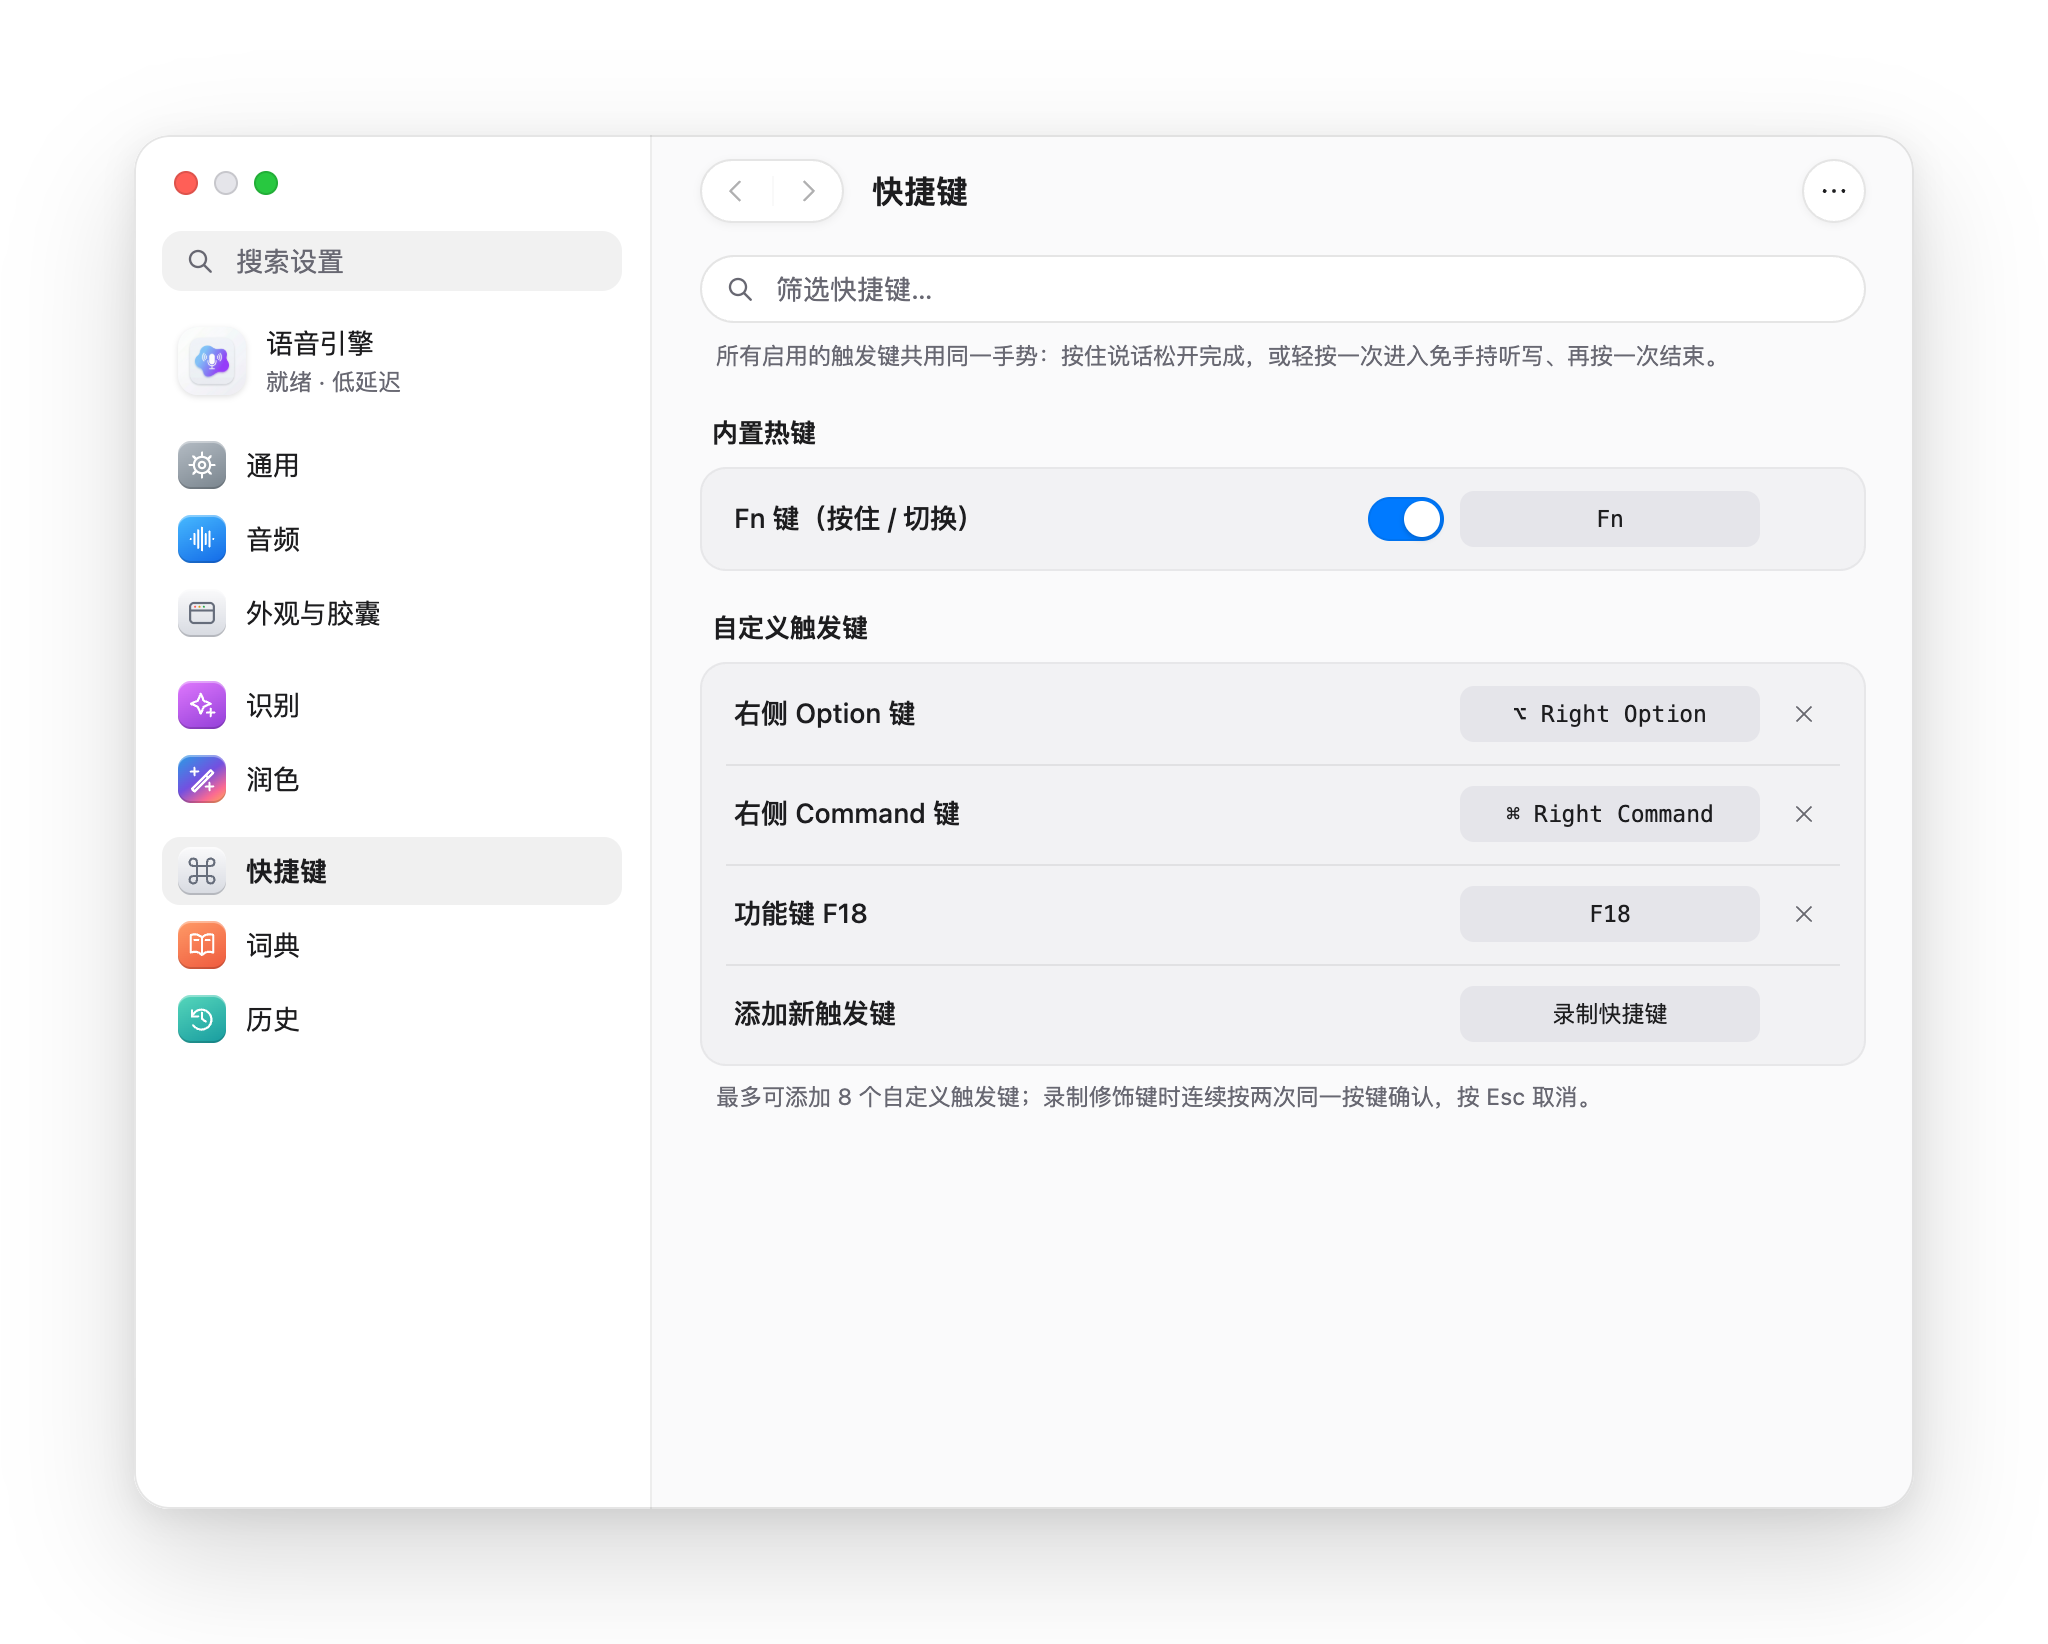 搜索设置
语音引擎
就绪 · 低延迟
通用
音频
外观与胶囊
识别
润色
快捷键
词典
历史
快捷键
筛选快捷键...
所有启用的触发键共用同一手势：按住说话松开完成，或轻按一次进入免手持听写、再按一次结束。
内置热键
Fn 键（按住 / 切换） Fn
自定义触发键
右侧 Option 键 ⌥ Right Option
右侧 Command 键 ⌘ Right Command
功能键 F18 F18
添加新触发键 录制快捷键
最多可添加 8 个自定义触发键；录制修饰键时连续按两次同一按键确认，按 Esc 取消。